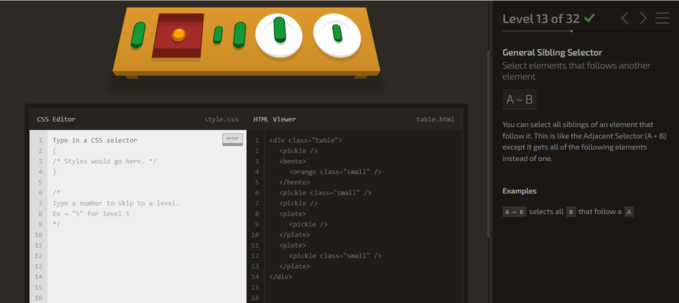 Level 13 of 32
General Sibling Selector
Select elements that follows another
element
A ~ B
You can select all siblings of an element that
follow it. This is like the Adjacent Selector (A + B)
except it gets all of the following elements
instead of one.
Examples
A ~ B selects all B that follow a A
CSS Editor style.css
1 Type in a CSS selector enter
2 {
3 /* Styles would go here. */
4 }
5
6 /*
7 Type a number to skip to a level.
8 Ex → "5" for level 5
9 */
10
11
12
13
14
15
16
HTML Viewer table.html
1 <div class="table">
2 <pickle />
3 <bento>
4 <orange class="small" />
5 </bento>
6 <pickle class="small" />
7 <pickle />
8 <plate>
9 <pickle />
10 </plate>
11 <plate>
12 <pickle class="small" />
13 </plate>
14 </div>
15
16